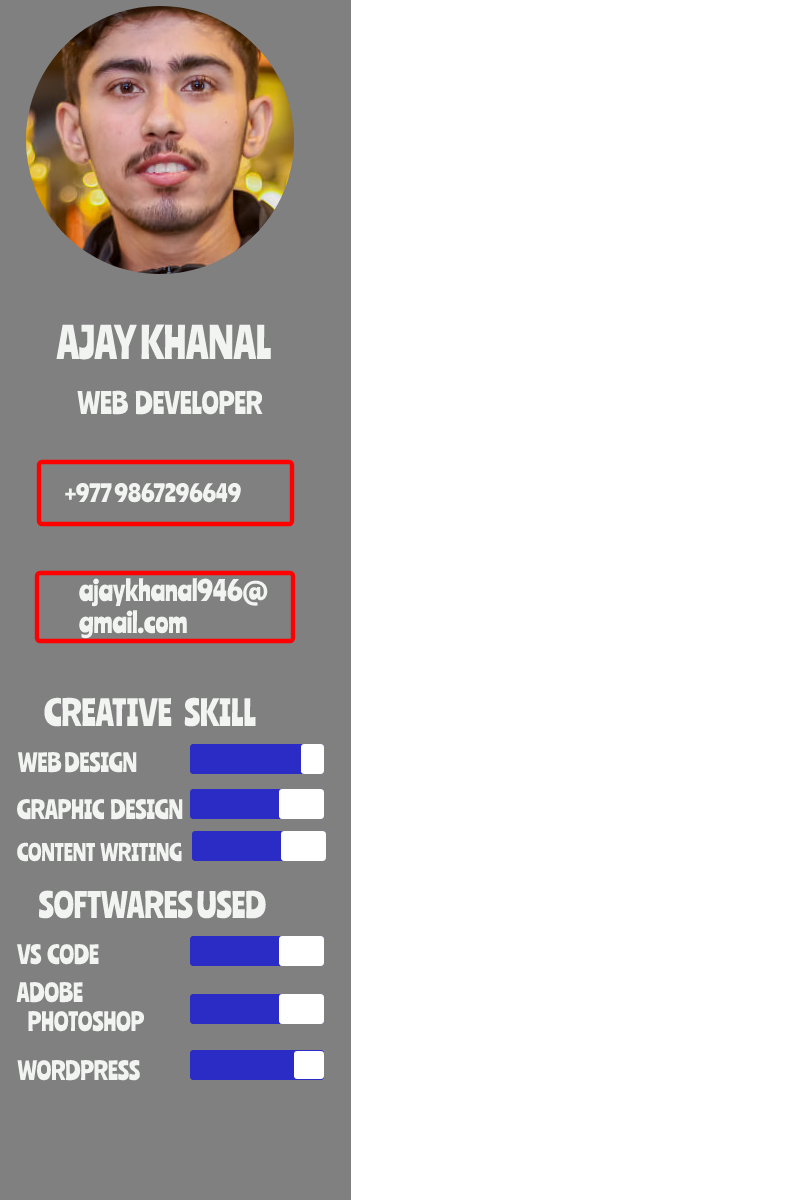 AJAY KHANAL
WEB DEVELOPER
+977 9867296649
ajaykhanal946@
gmail.com
CREATIVE SKILL
WEB DESIGN
GRAPHIC DESIGN
CONTENT WRITING
SOFTWARES USED
VS CODE
ADOBE
PHOTOSHOP
WORDPRESS